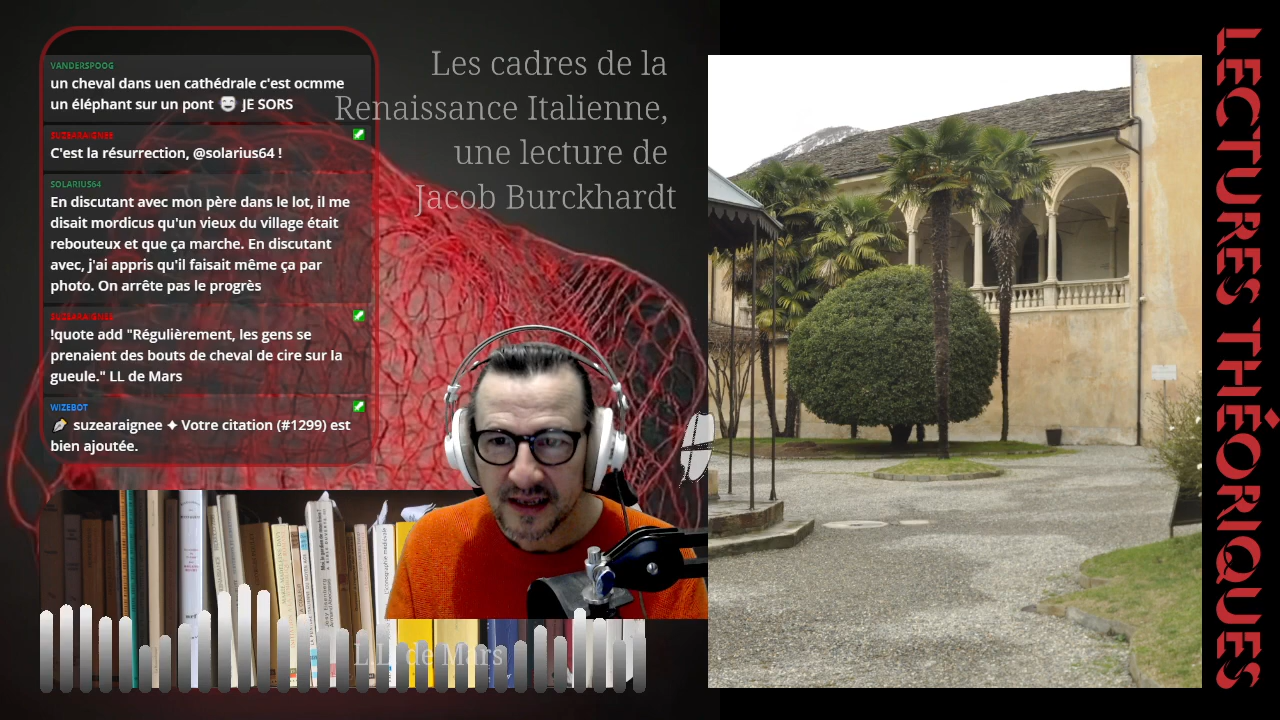 VANDERSPOOG
un cheval dans uen cathédrale c'est ocmme
un éléphant sur un pont JE SORS
SUZEARAIGNEE
C'est la résurrection, @solarius64 !
SOLARIUS64
En discutant avec mon père dans le lot, il me
disait mordicus qu'un vieux du village était
rebouteux et que ça marche. En discutant
avec, j'ai appris qu'il faisait même ça par
photo. On arrête pas le progrès
SUZEARAIGNEE
!quote add "Régulièrement, les gens se
prenaient des bouts de cheval de cire sur la
gueule." LL de Mars
WIZEBOT
suzearaignee ✦ Votre citation (#1299) est
bien ajoutée.
Les cadres de la
Renaissance Italienne,
une lecture de
Jacob Burckhardt
L.L. de Mars
LECTURES THÉORIQUES